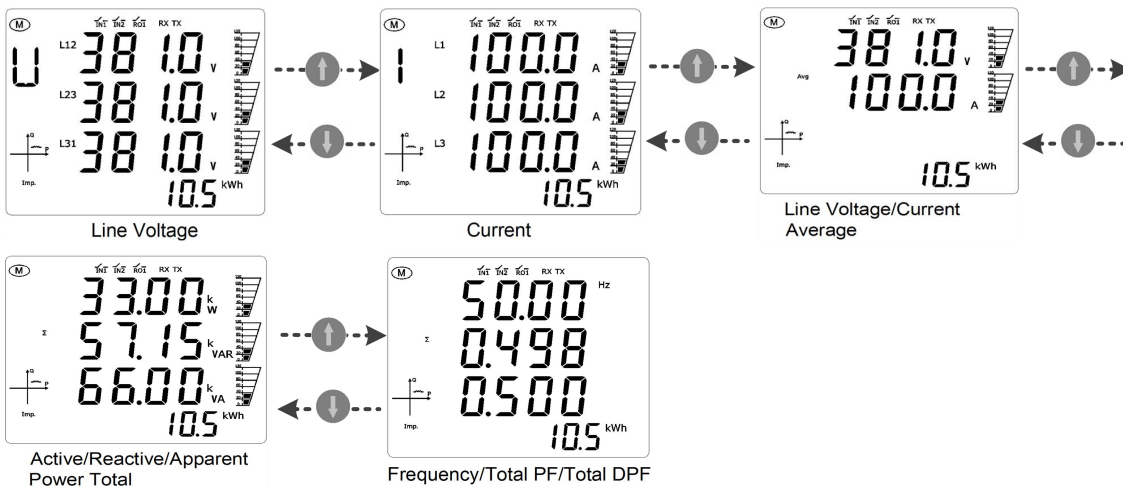 M
IN1 IN2 RO1 RX TX
U
L12 381.0 V
L23 381.0 V
L31 381.0 V
Q
P
Imp.
10.5 kWh
Line Voltage
M
IN1 IN2 RO1 RX TX
I
L1 100.0 A
L2 100.0 A
L3 100.0 A
Q
P
Imp.
10.5 kWh
Current
M
IN1 IN2 RO1 RX TX
381.0 V
Avg 100.0 A
Q
P
Imp.
10.5 kWh
Line Voltage/Current
Average
M
IN1 IN2 RO1 RX TX
33.00 k W
Σ 57.15 k VAR
66.00 k VA
Q
P
Imp.
10.5 kWh
Active/Reactive/Apparent
Power Total
M
IN1 IN2 RO1 RX TX
50.00 Hz
Σ 0.498
0.500
Q
P
Imp.
10.5 kWh
Frequency/Total PF/Total DPF